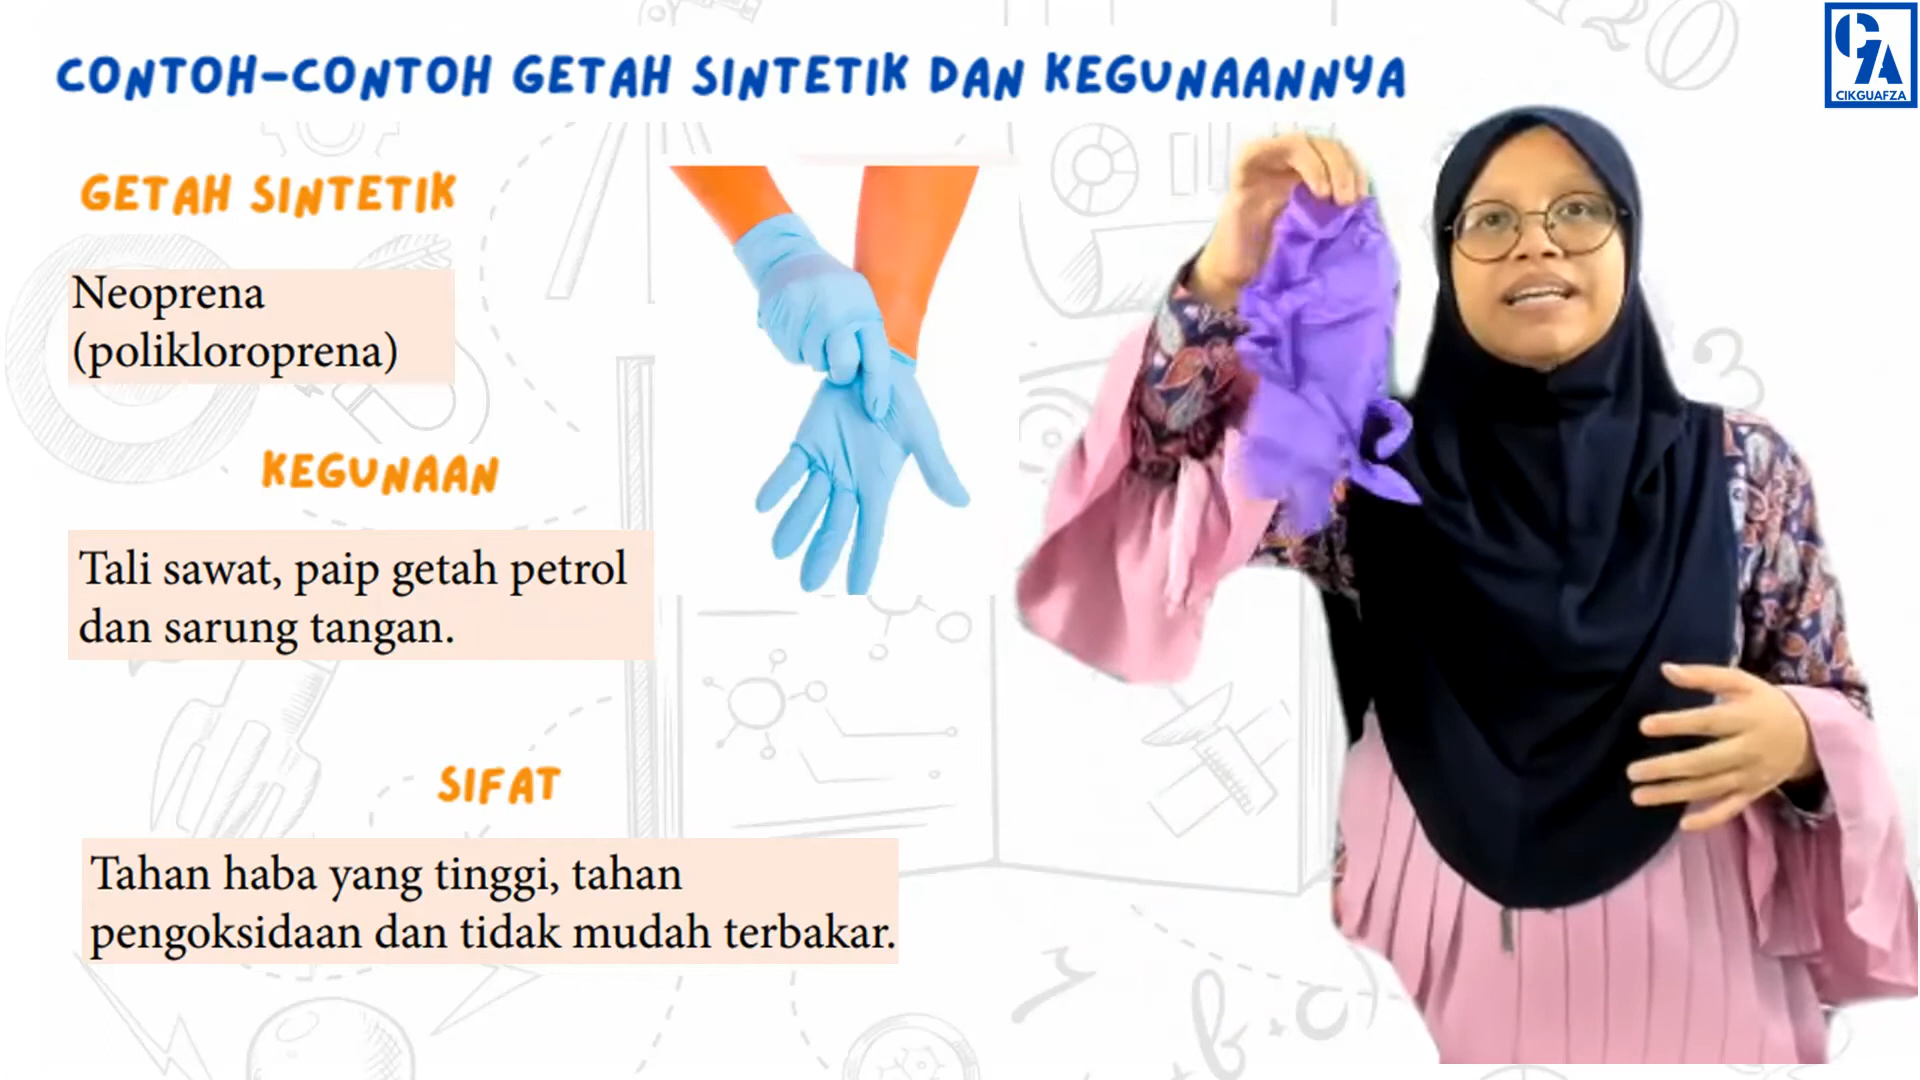 CONTOH-CONTOH GETAH SINTETIK DAN KEGUNAANNYA
CIKGUAFZA
GETAH SINTETIK
Neoprena
(polikloroprena)
KEGUNAAN
Tali sawat, paip getah petrol
dan sarung tangan.
SIFAT
Tahan haba yang tinggi, tahan
pengoksidaan dan tidak mudah terbakar.